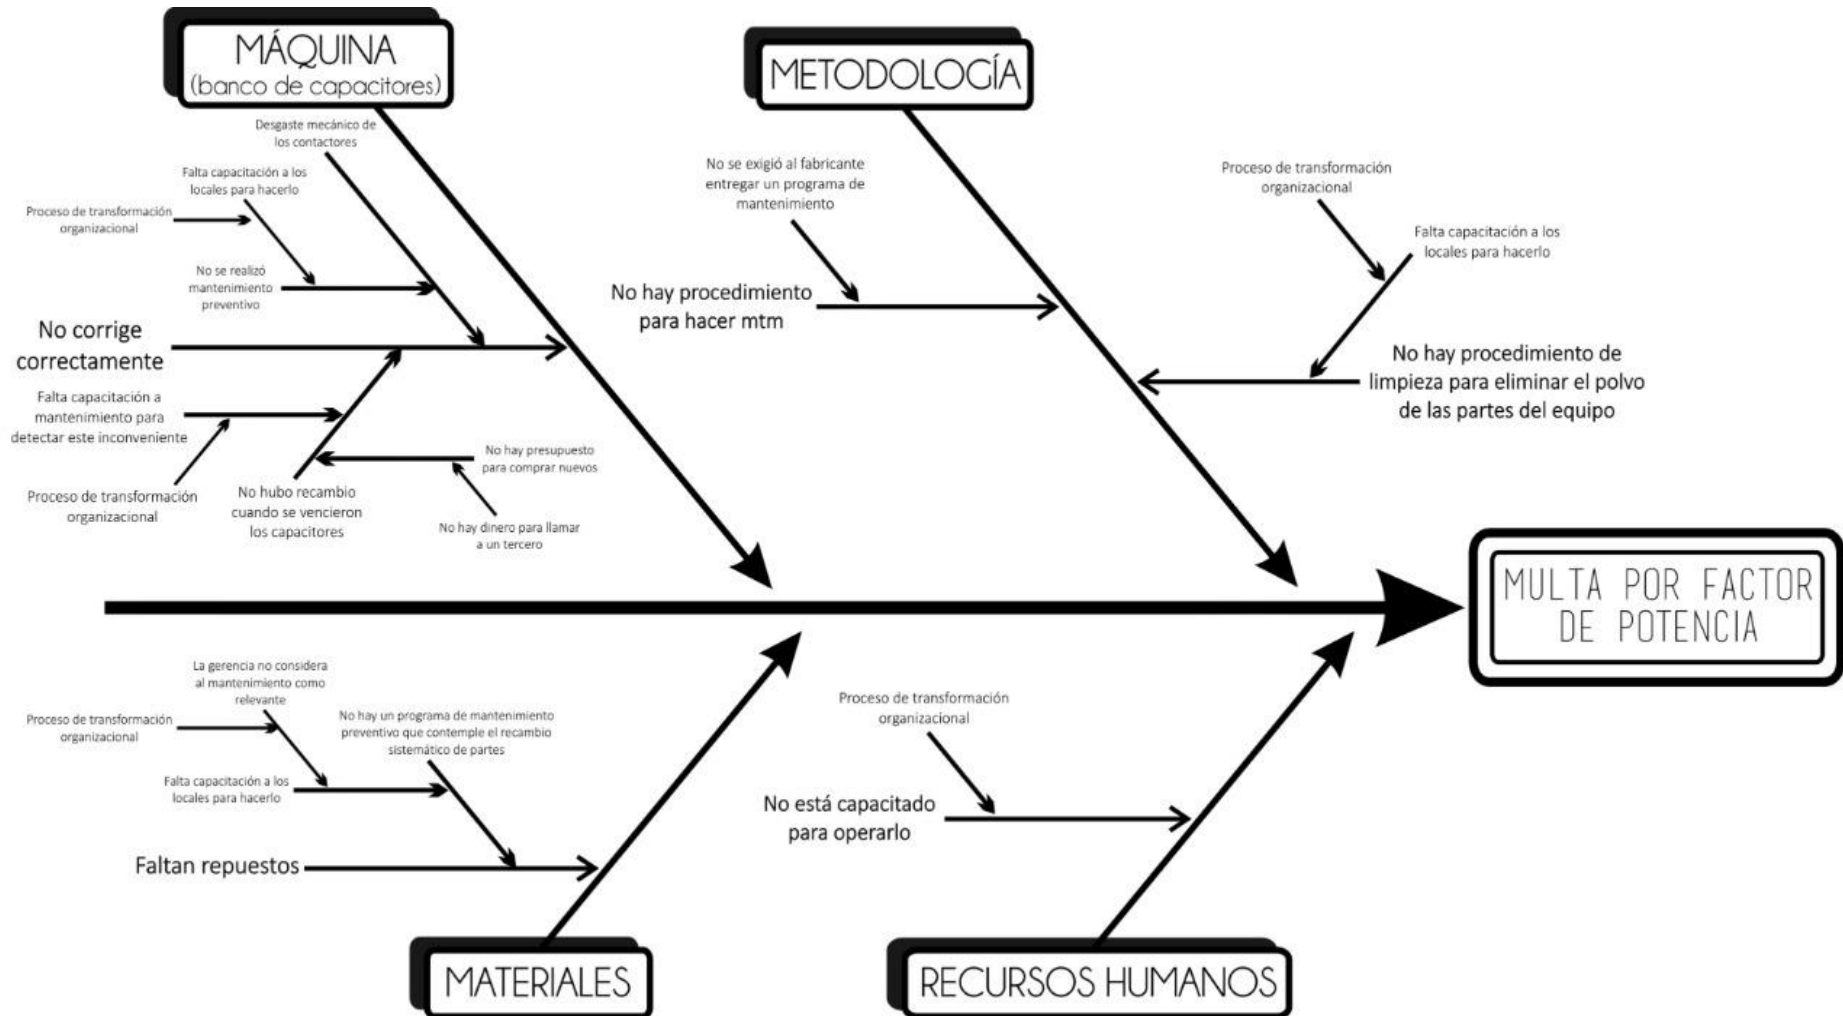 MÁQUINA
(banco de capacitores)
Desgaste mecánico de
los contactores
Falta capacitación a los
locales para hacerlo
Proceso de transformación
organizacional
No se realizó
mantenimiento
preventivo
No corrige
correctamente
Falta capacitación a
mantenimiento para
detectar este inconveniente
Proceso de transformación
organizacional
No hubo recambio
cuando se vencieron
los capacitores
No hay presupuesto
para comprar nuevos
No hay dinero para llamar
a un tercero
METODOLOGÍA
No se exigió al fabricante
entregar un programa de
mantenimiento
No hay procedimiento
para hacer mtm
Proceso de transformación
organizacional
Falta capacitación a los
locales para hacerlo
No hay procedimiento de
limpieza para eliminar el polvo
de las partes del equipo
MULTA POR FACTOR
DE POTENCIA
La gerencia no considera
al mantenimiento como
relevante
Proceso de transformación
organizacional
No hay un programa de mantenimiento
preventivo que contemple el recambio
sistemático de partes
Falta capacitación a los
locales para hacerlo
Faltan repuestos
MATERIALES
Proceso de transformación
organizacional
No está capacitado
para operarlo
RECURSOS HUMANOS